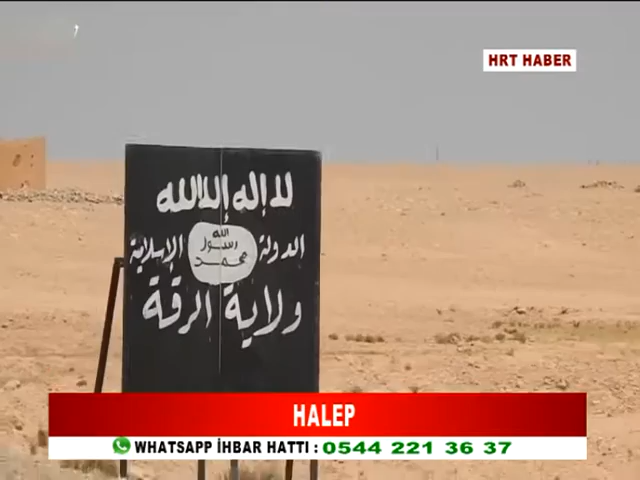 HRT HABER
لا إله إلا الله
الدولة الإسلامية
الله
رسول
محمد
ولاية الرقة
HALEP
WHATSAPP İHBAR HATTI : 0544 221 36 37